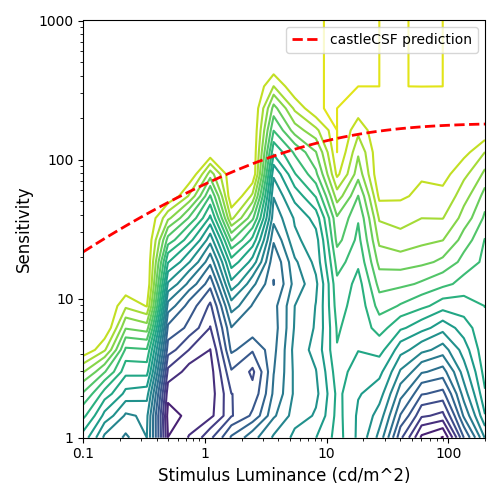 1000
castleCSF prediction
100
Sensitivity
10
1
0.1 1 10 100
Stimulus Luminance (cd/m^2)